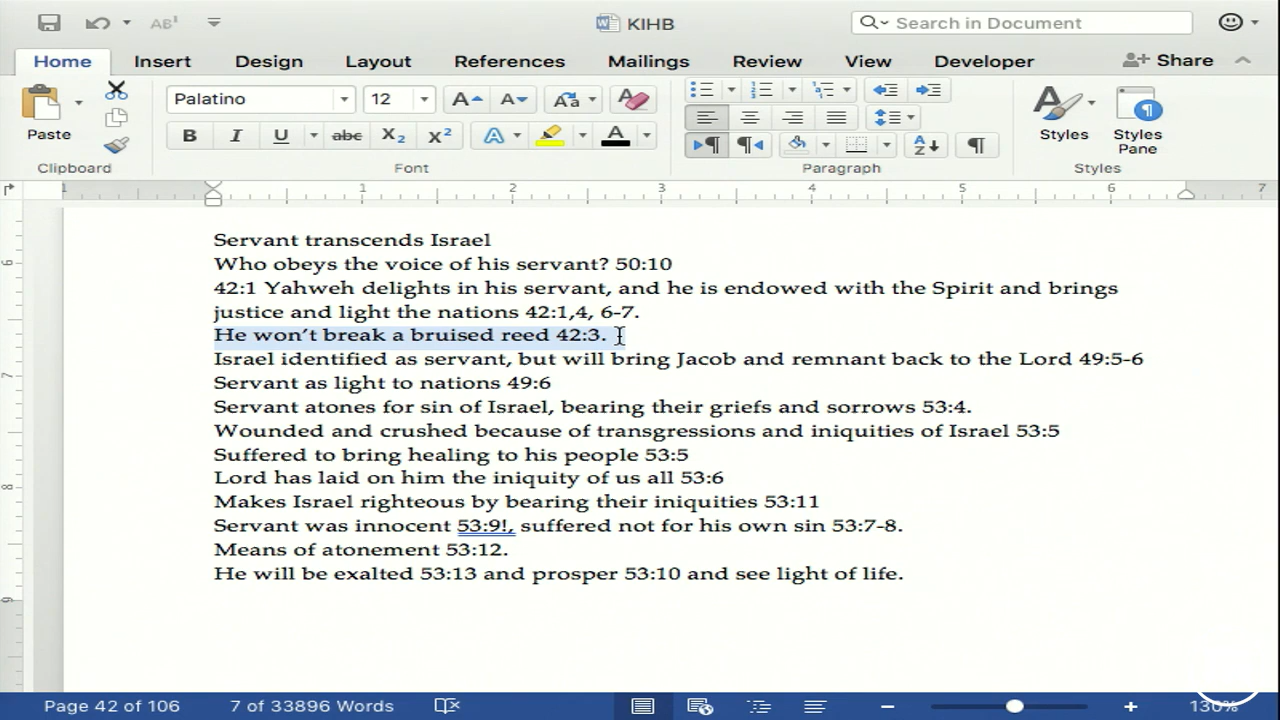 KIHB
Search in Document
Home Insert Design Layout References Mailings Review View Developer Share
Paste
Palatino 12
Styles Styles Pane
Clipboard Font Paragraph Styles
1 1 2 3 4 5 6 7
Servant transcends Israel
Who obeys the voice of his servant? 50:10
42:1 Yahweh delights in his servant, and he is endowed with the Spirit and brings
justice and light the nations 42:1,4, 6-7.
He won’t break a bruised reed 42:3.
Israel identified as servant, but will bring Jacob and remnant back to the Lord 49:5-6
Servant as light to nations 49:6
Servant atones for sin of Israel, bearing their griefs and sorrows 53:4.
Wounded and crushed because of transgressions and iniquities of Israel 53:5
Suffered to bring healing to his people 53:5
Lord has laid on him the iniquity of us all 53:6
Makes Israel righteous by bearing their iniquities 53:11
Servant was innocent 53:9!, suffered not for his own sin 53:7-8.
Means of atonement 53:12.
He will be exalted 53:13 and prosper 53:10 and see light of life.
Page 42 of 106 7 of 33896 Words 130%